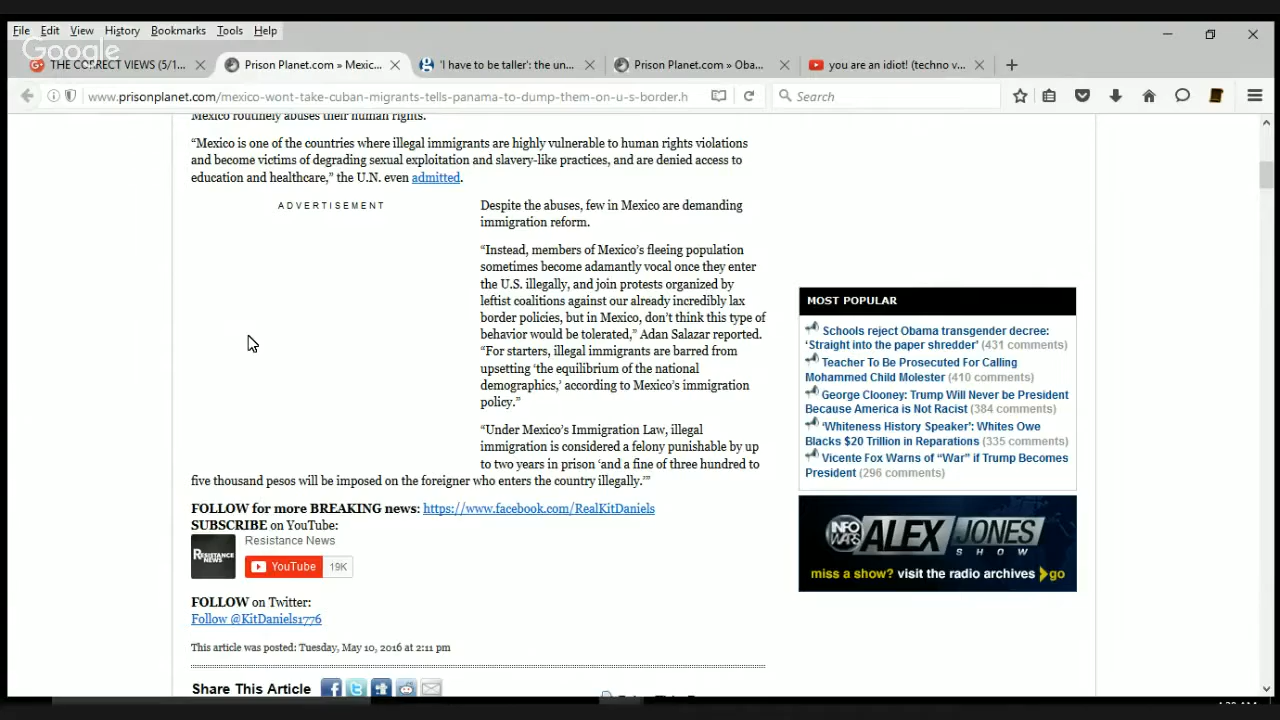 File Edit View History Bookmarks Tools Help
Google
THE CORRECT VIEWS (5/1...
Prison Planet.com » Mexic...
'I have to be taller': the un...
Prison Planet.com » Oba...
you are an idiot! (techno v...
www.prisonplanet.com/mexico-wont-take-cuban-migrants-tells-panama-to-dump-them-on-u-s-border.h
Search
Mexico routinely abuses their human rights.
“Mexico is one of the countries where illegal immigrants are highly vulnerable to human rights violations
and become victims of degrading sexual exploitation and slavery-like practices, and are denied access to
education and healthcare,” the U.N. even admitted.
ADVERTISEMENT
Despite the abuses, few in Mexico are demanding
immigration reform.
“Instead, members of Mexico’s fleeing population
sometimes become adamantly vocal once they enter
the U.S. illegally, and join protests organized by
leftist coalitions against our already incredibly lax
border policies, but in Mexico, don’t think this type of
behavior would be tolerated,” Adan Salazar reported.
“For starters, illegal immigrants are barred from
upsetting ‘the equilibrium of the national
demographics,’ according to Mexico’s immigration
policy.”
“Under Mexico’s Immigration Law, illegal
immigration is considered a felony punishable by up
to two years in prison ‘and a fine of three hundred to
five thousand pesos will be imposed on the foreigner who enters the country illegally.’”
FOLLOW for more BREAKING news: https://www.facebook.com/RealKitDaniels
SUBSCRIBE on YouTube:
RESISTANCE
NEWS
Resistance News
YouTube 19K
FOLLOW on Twitter:
Follow @KitDaniels1776
This article was posted: Tuesday, May 10, 2016 at 2:11 pm
Share This Article
MOST POPULAR
Schools reject Obama transgender decree:
‘Straight into the paper shredder’ (431 comments)
Teacher To Be Prosecuted For Calling
Mohammed Child Molester (410 comments)
George Clooney: Trump Will Never be President
Because America is Not Racist (384 comments)
‘Whiteness History Speaker’: Whites Owe
Blacks $20 Trillion in Reparations (335 comments)
Vicente Fox Warns of “War” if Trump Becomes
President (296 comments)
INFO WARS ALEX JONES
SHOW
miss a show? visit the radio archives go